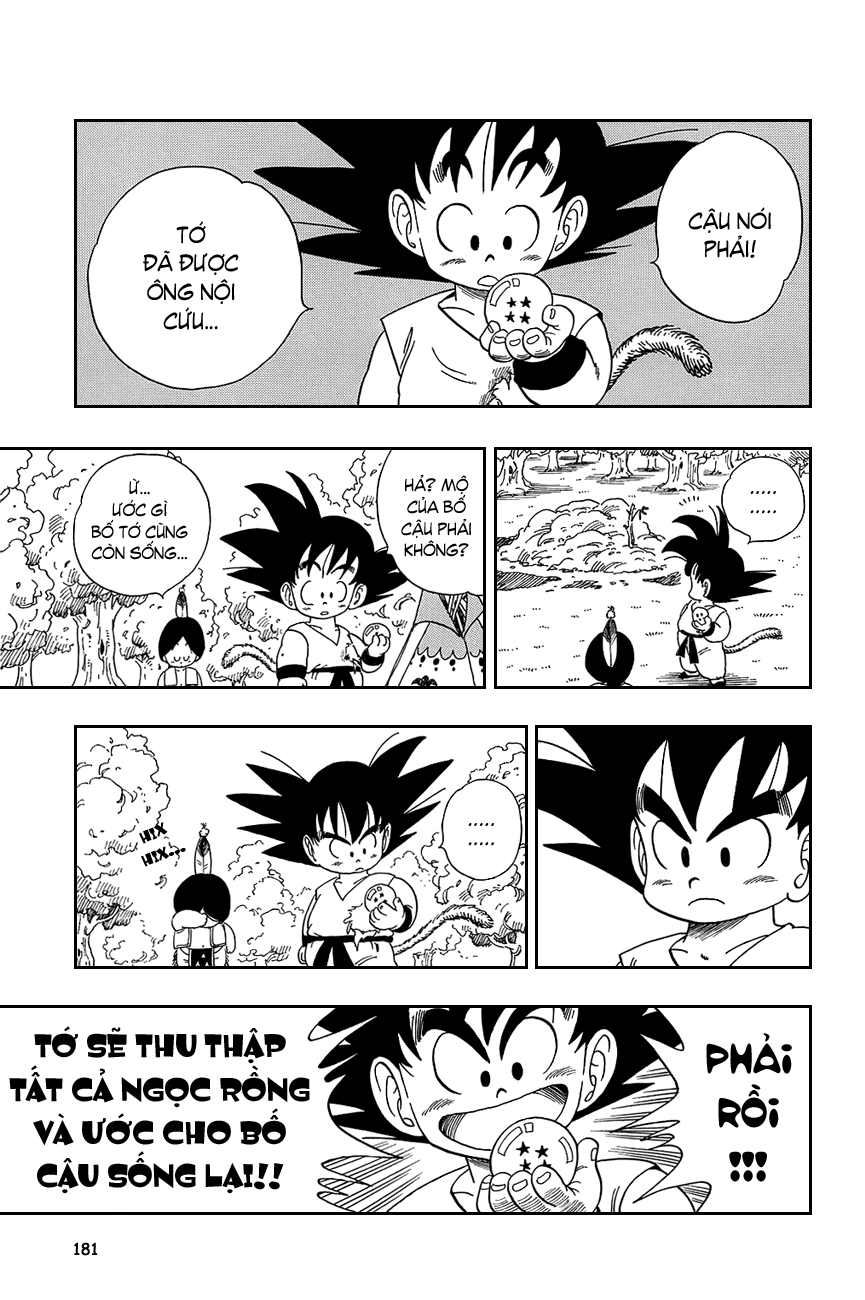 CẬU NÓI
PHẢI!
TỚ
ĐÃ ĐƯỢC
ÔNG NỘI
CỨU...
......
......
HẢ? MỘ
CỦA BỐ
CẬU PHẢI
KHÔNG?
Ừ...
ƯỚC GÌ
BỐ TỚ CŨNG
CÒN SỐNG...
......
......
HIX
HIX...
PHẢI
RỒI
!!!
TỚ SẼ THU THẬP
TẤT CẢ NGỌC RỒNG
VÀ ƯỚC CHO BỐ
CẬU SỐNG LẠI!!
181